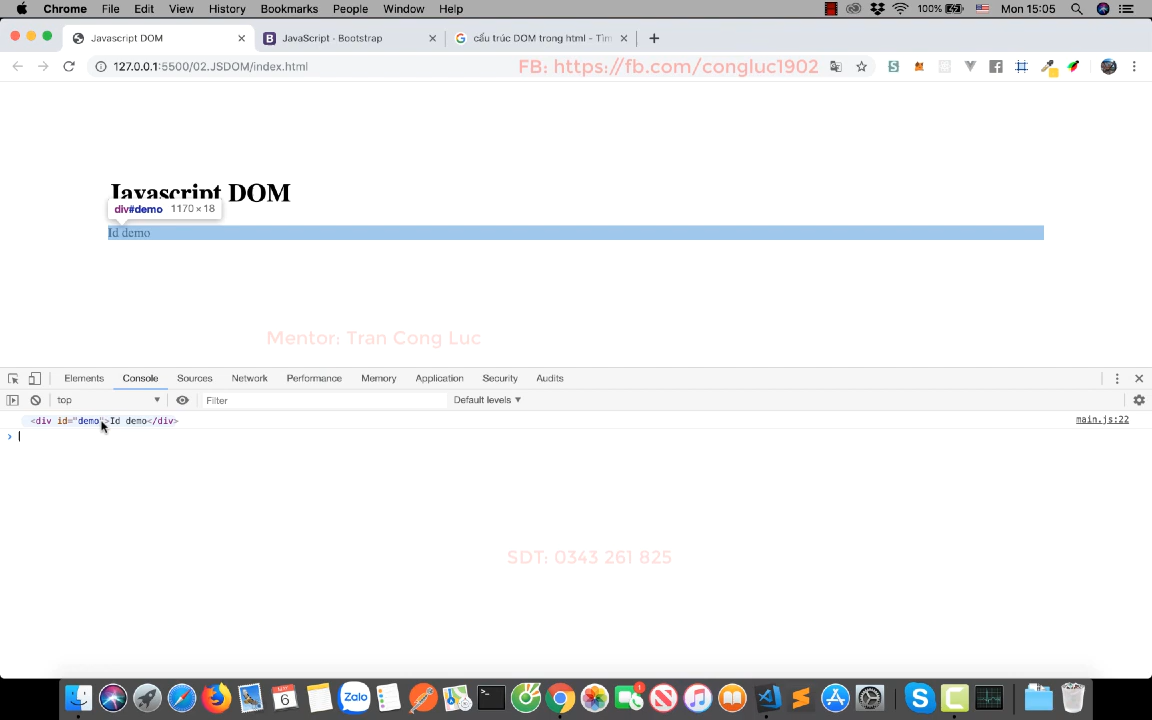 Chrome File Edit View History Bookmarks People Window Help 100% Mon 15:05
Javascript DOM JavaScript · Bootstrap cấu trúc DOM trong html - Tìm
127.0.0.1:5500/02.JSDOM/index.html FB: https://fb.com/congluc1902
Javascript DOM
div#demo 1170 × 18
Id demo
Mentor: Tran Cong Luc
Elements Console Sources Network Performance Memory Application Security Audits
top Filter Default levels
<div id="demo">Id demo</div> main.js:22
SDT: 0343 261 825
6 Zalo 1